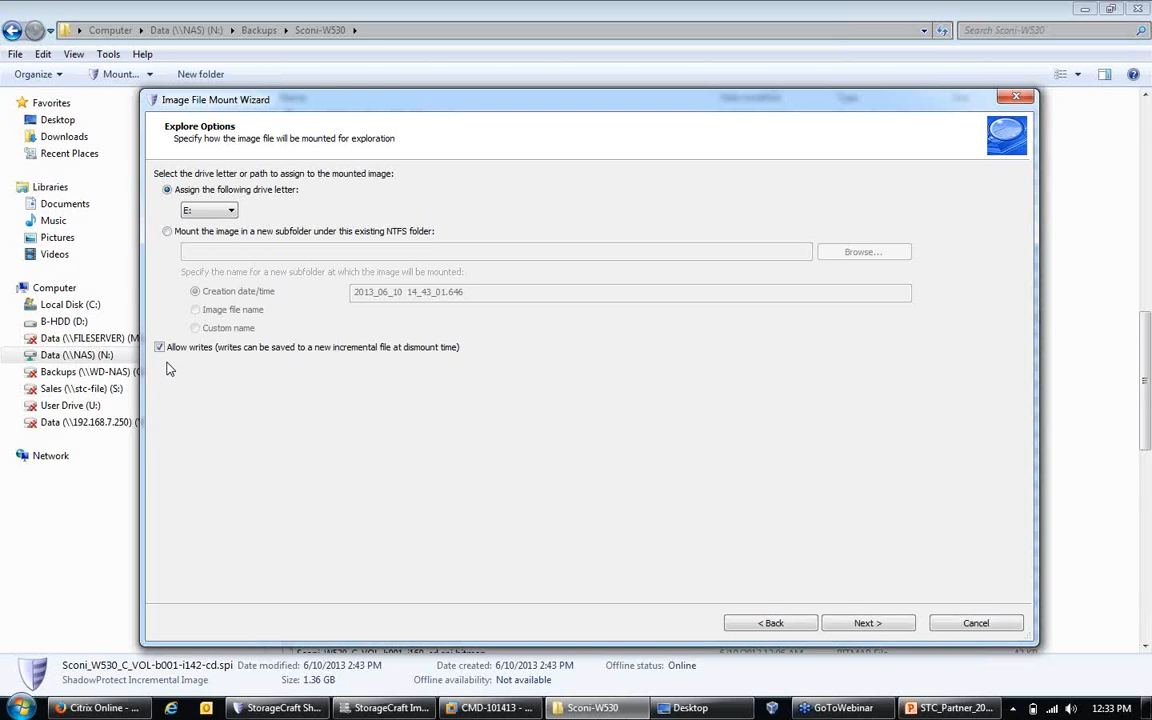 Computer ▸ Data (\\NAS) (N:) ▸ Backups ▸ Sconi-W530 ▸
Search Sconi-W530
File Edit View Tools Help
Organize Mount... New folder
Favorites
Desktop
Downloads
Recent Places
Libraries
Documents
Music
Pictures
Videos
Computer
Local Disk (C:)
B-HDD (D:)
Data (\\FILESERVER) (M
Data (\\NAS) (N:)
Backups (\\WD-NAS) (
Sales (\\stc-file) (S:)
User Drive (U:)
Data (\\192.168.7.250) (
Network
Image File Mount Wizard
Explore Options
Specify how the image file will be mounted for exploration
Select the drive letter or path to assign to the mounted image:
Assign the following drive letter:
E:
Mount the image in a new subfolder under this existing NTFS folder:
Browse...
Specify the name for a new subfolder at which the image will be mounted:
Creation date/time
2013_06_10 14_43_01.646
Image file name
Custom name
Allow writes (writes can be saved to a new incremental file at dismount time)
< Back Next > Cancel
Sconi_W530_C_VOL-b001-i142-cd.spi Date modified: 6/10/2013 2:43 PM Date created: 6/10/2013 2:43 PM Offline status: Online
ShadowProtect Incremental Image Size: 1.36 GB Offline availability: Not available
Citrix Online - ... StorageCraft Sh... StorageCraft Im... CMD-101413 - ... Sconi-W530 Desktop GoToWebinar STC_Partner_20... 12:33 PM